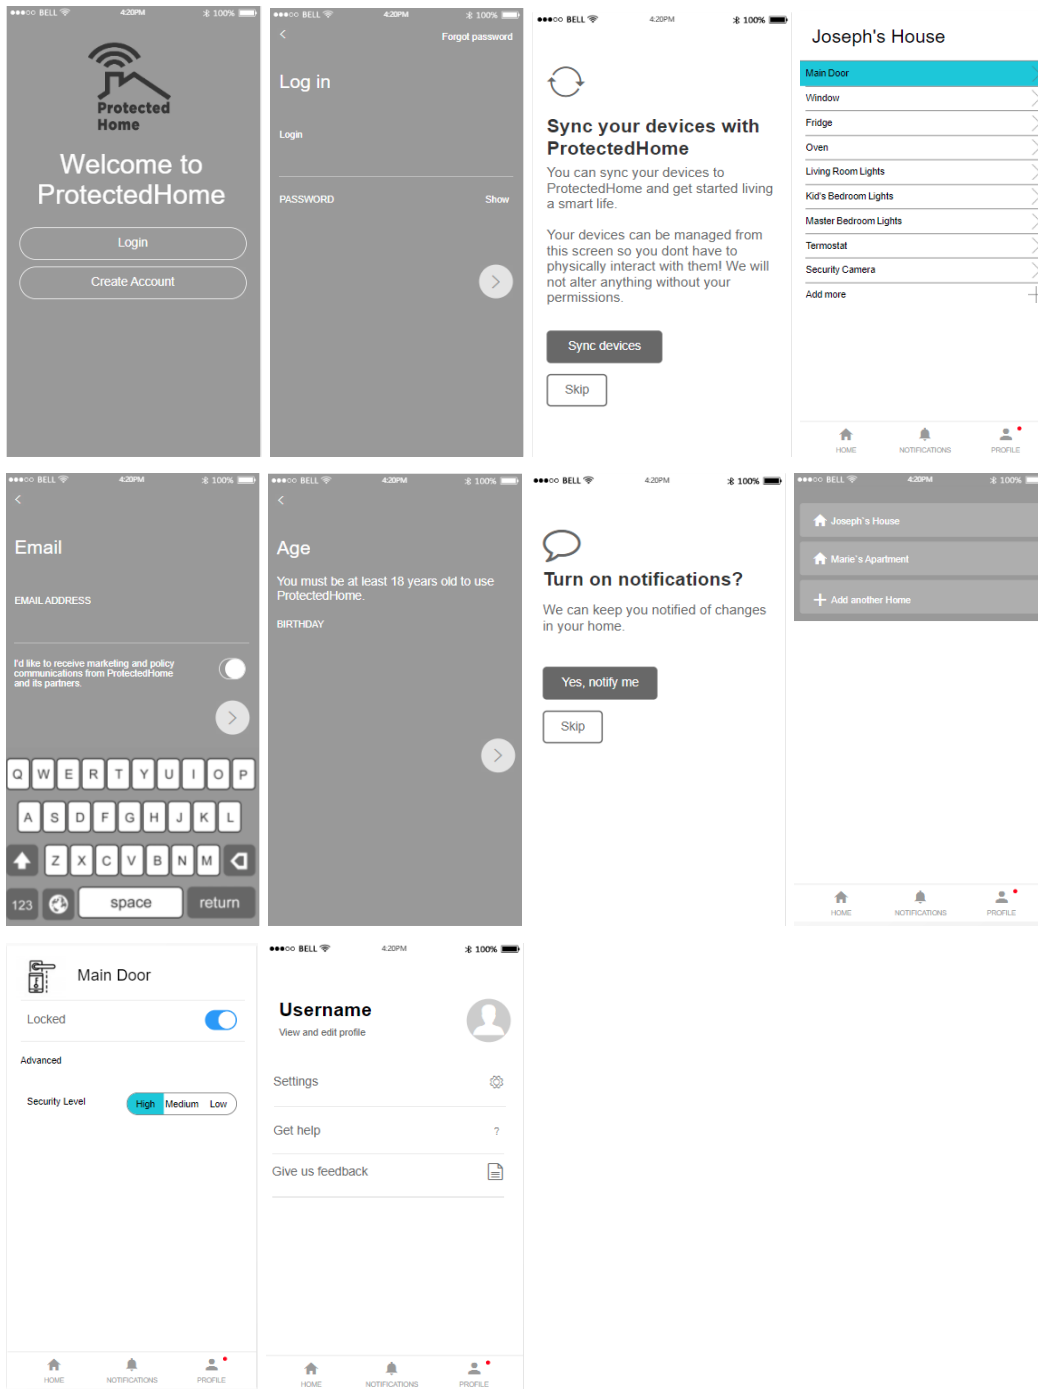 ●●●○○ BELL 4:20PM 100%
Protected
Home
Welcome to
ProtectedHome
Login
Create Account
●●●○○ BELL 4:20PM 100%
Forgot password
Log in
Login
PASSWORD Show
●●●○○ BELL 4:20PM 100%
Sync your devices with
ProtectedHome
You can sync your devices to
ProtectedHome and get started living
a smart life.
Your devices can be managed from
this screen so you dont have to
physically interact with them! We will
not alter anything without your
permissions.
Sync devices
Skip
Joseph's House
Main Door
Window
Fridge
Oven
Living Room Lights
Kid's Bedroom Lights
Master Bedroom Lights
Termostat
Security Camera
Add more
HOME NOTIFICATIONS PROFILE
●●●○○ BELL 4:20PM 100%
Email
EMAIL ADDRESS
I'd like to receive marketing and policy
communications from ProtectedHome
and its partners.
Q W E R T Y U I O P
A S D F G H J K L
Z X C V B N M
123 space return
●●●○○ BELL 4:20PM 100%
Age
You must be at least 18 years old to use
ProtectedHome.
BIRTHDAY
●●●○○ BELL 4:20PM 100%
Turn on notifications?
We can keep you notified of changes
in your home.
Yes, notify me
Skip
●●●○○ BELL 4:20PM 100%
Joseph's House
Marie's Apartment
Add another Home
HOME NOTIFICATIONS PROFILE
Main Door
Locked
Advanced
Security Level High Medium Low
HOME NOTIFICATIONS PROFILE
●●●○○ BELL 4:20PM 100%
Username
View and edit profile
Settings
Get help ?
Give us feedback
HOME NOTIFICATIONS PROFILE